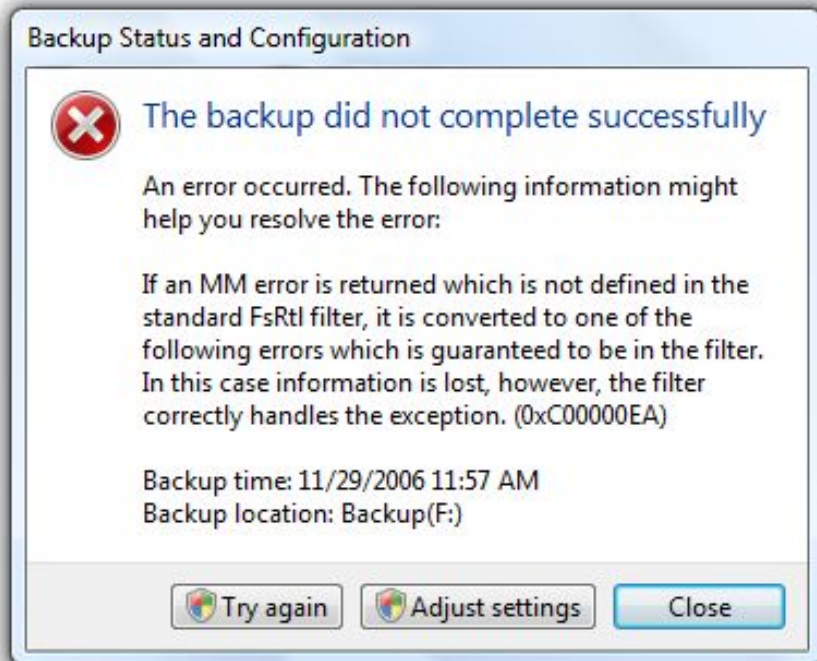 Backup Status and Configuration
The backup did not complete successfully
An error occurred. The following information might
help you resolve the error:
If an MM error is returned which is not defined in the
standard FsRtl filter, it is converted to one of the
following errors which is guaranteed to be in the filter.
In this case information is lost, however, the filter
correctly handles the exception. (0xC00000EA)
Backup time: 11/29/2006 11:57 AM
Backup location: Backup(F:)
Try again Adjust settings Close